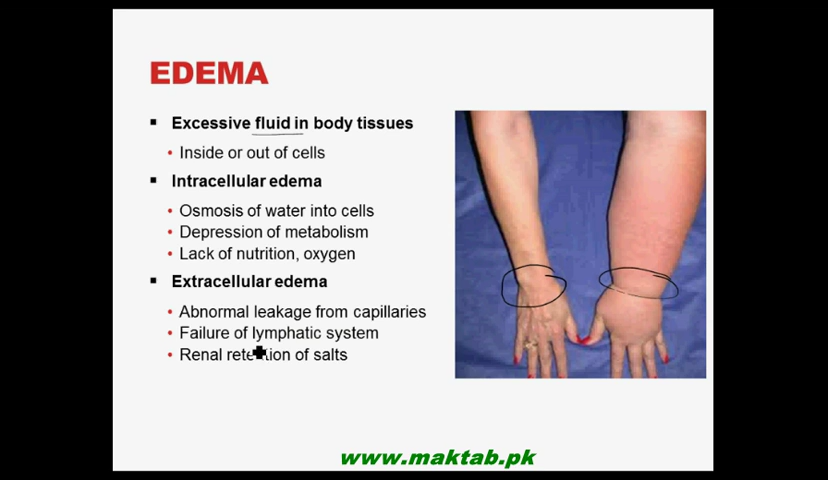 EDEMA
Excessive fluid in body tissues
Inside or out of cells
Intracellular edema
Osmosis of water into cells
Depression of metabolism
Lack of nutrition, oxygen
Extracellular edema
Abnormal leakage from capillaries
Failure of lymphatic system
Renal retention of salts
www.maktab.pk